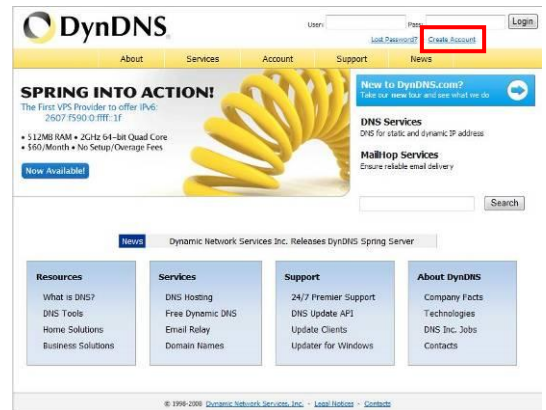 DynDNS
User: Pass: Login
Lost Password? Create Account
About Services Account Support News
SPRING INTO ACTION!
The First VPS Provider to offer IPv6:
2607:f590:0:ffff::1f
• 512MB RAM • 2GHz 64-bit Quad Core
• $60/Month • No Setup/Overage Fees
Now Available!
New to DynDNS.com?
Take our new tour and see what we do
DNS Services
DNS for static and dynamic IP address
MailHop Services
Ensure reliable email delivery
Search
News Dynamic Network Services Inc. Releases DynDNS Spring Server
Resources
What is DNS?
DNS Tools
Home Solutions
Business Solutions
Services
DNS Hosting
Free Dynamic DNS
Email Relay
Domain Names
Support
24/7 Premier Support
DNS Update API
Update Clients
Updater for Windows
About DynDNS
Company Facts
Technologies
DNS Inc. Jobs
Contacts
© 1998-2008 Dynamic Network Services, Inc. - Legal Notices - Contacts